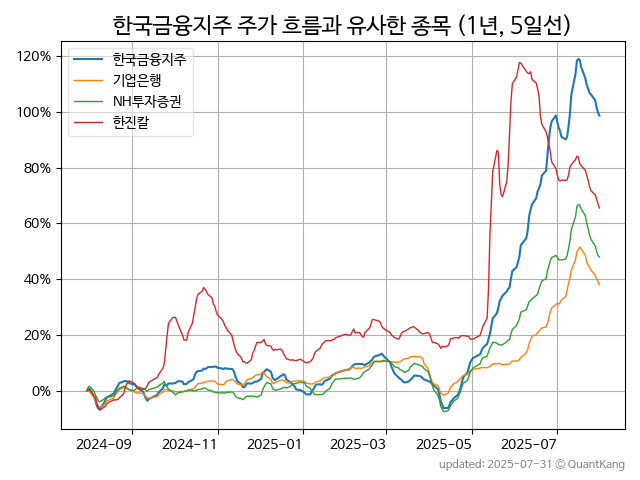 한국금융지주 주가 흐름과 유사한 종목 (1년, 5일선)
120%
100%
80%
60%
40%
20%
0%
한국금융지주
기업은행
NH투자증권
한진칼
2024-09
2024-11
2025-01
2025-03
2025-05
2025-07
updated: 2025-07-31 © QuantKang